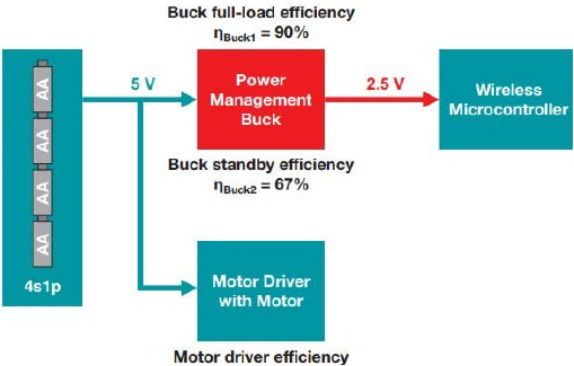 Buck full-load efficiency
ηBuck1 = 90%
AA
AA
AA
AA
4s1p
5 V
Power
Management
Buck
2.5 V
Wireless
Microcontroller
Buck standby efficiency
ηBuck2 = 67%
Motor Driver
with Motor
Motor driver efficiency